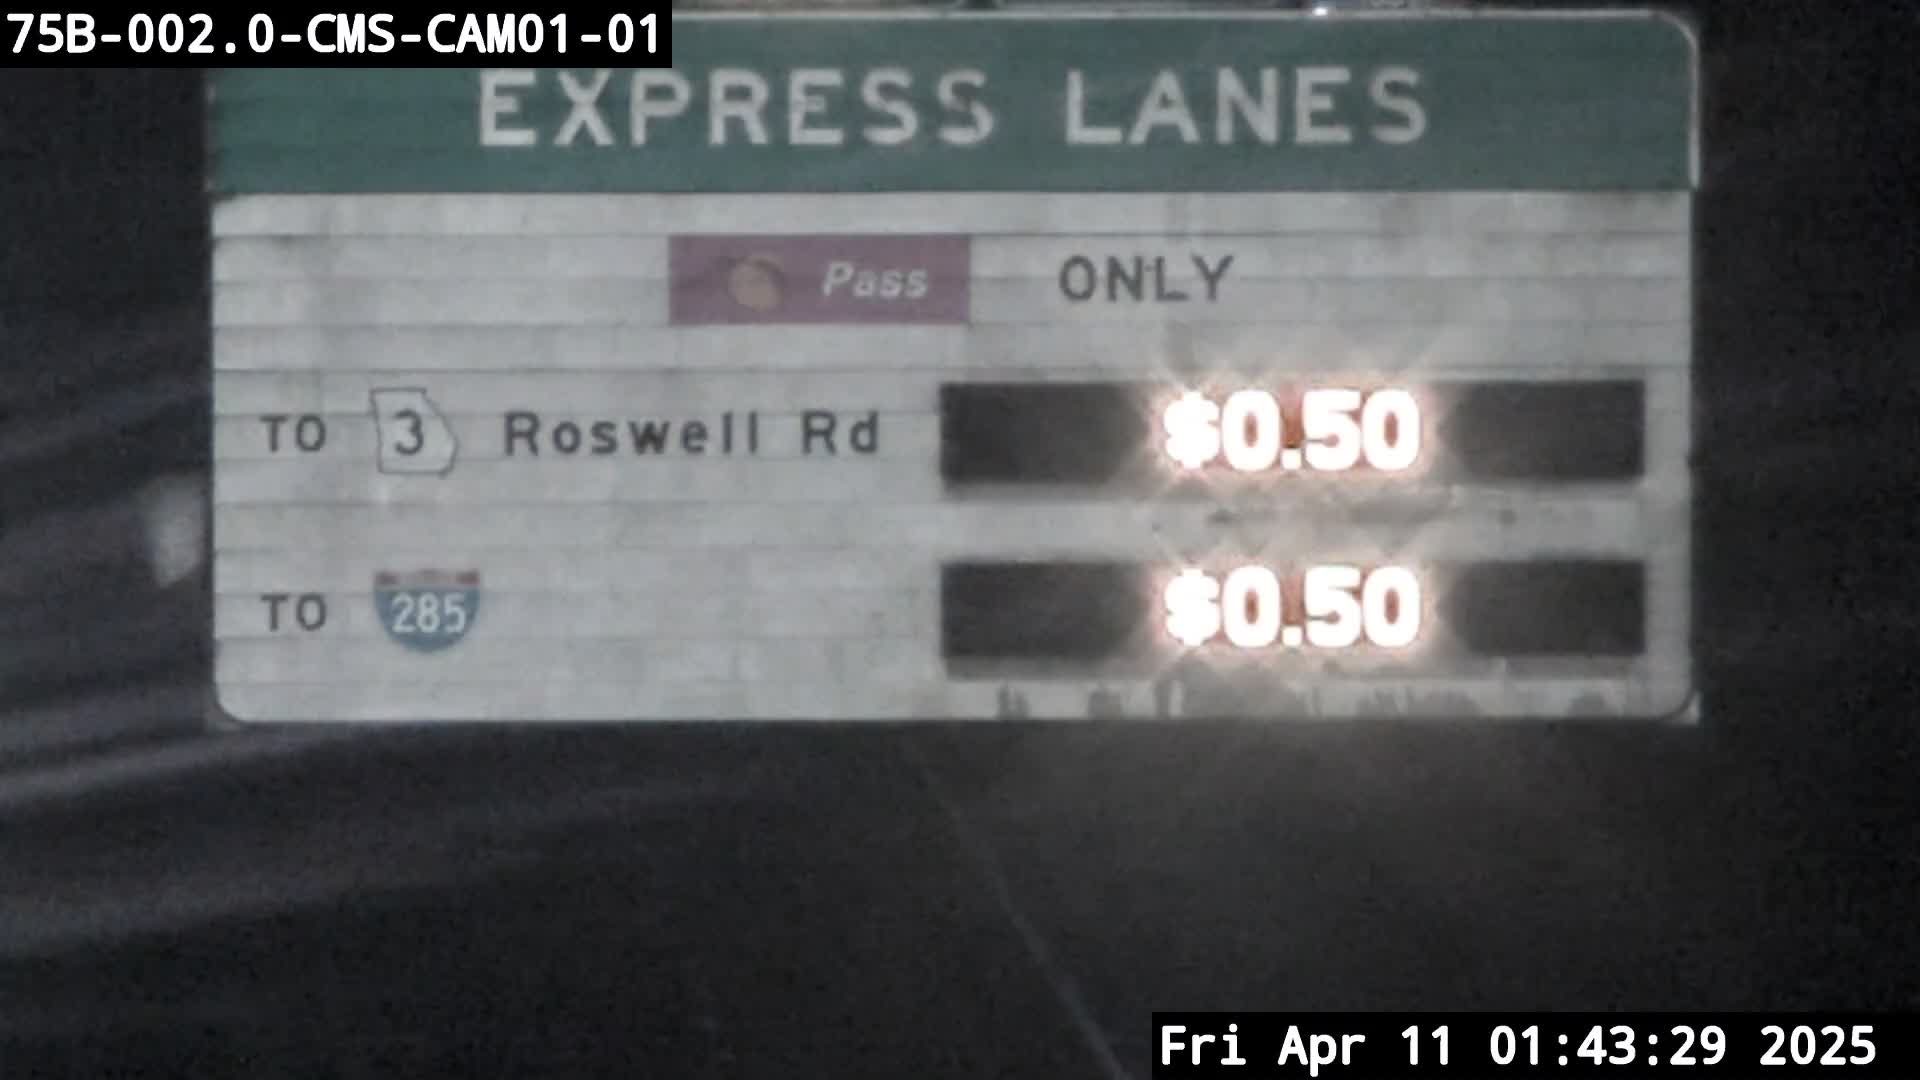 75B-002.0-CMS-CAM01-01
EXPRESS LANES
Pass ONLY
TO 3 Roswell Rd $0.50
TO 285 $0.50
Fri Apr 11 01:43:29 2025